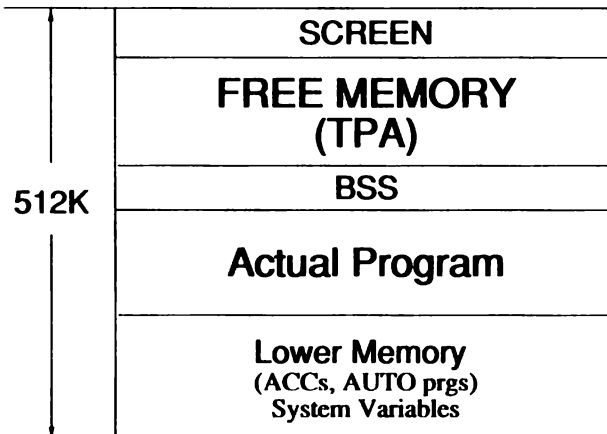 SCREEN
FREE MEMORY
(TPA)
512K
BSS
Actual Program
Lower Memory
(ACCs, AUTO prgs)
System Variables